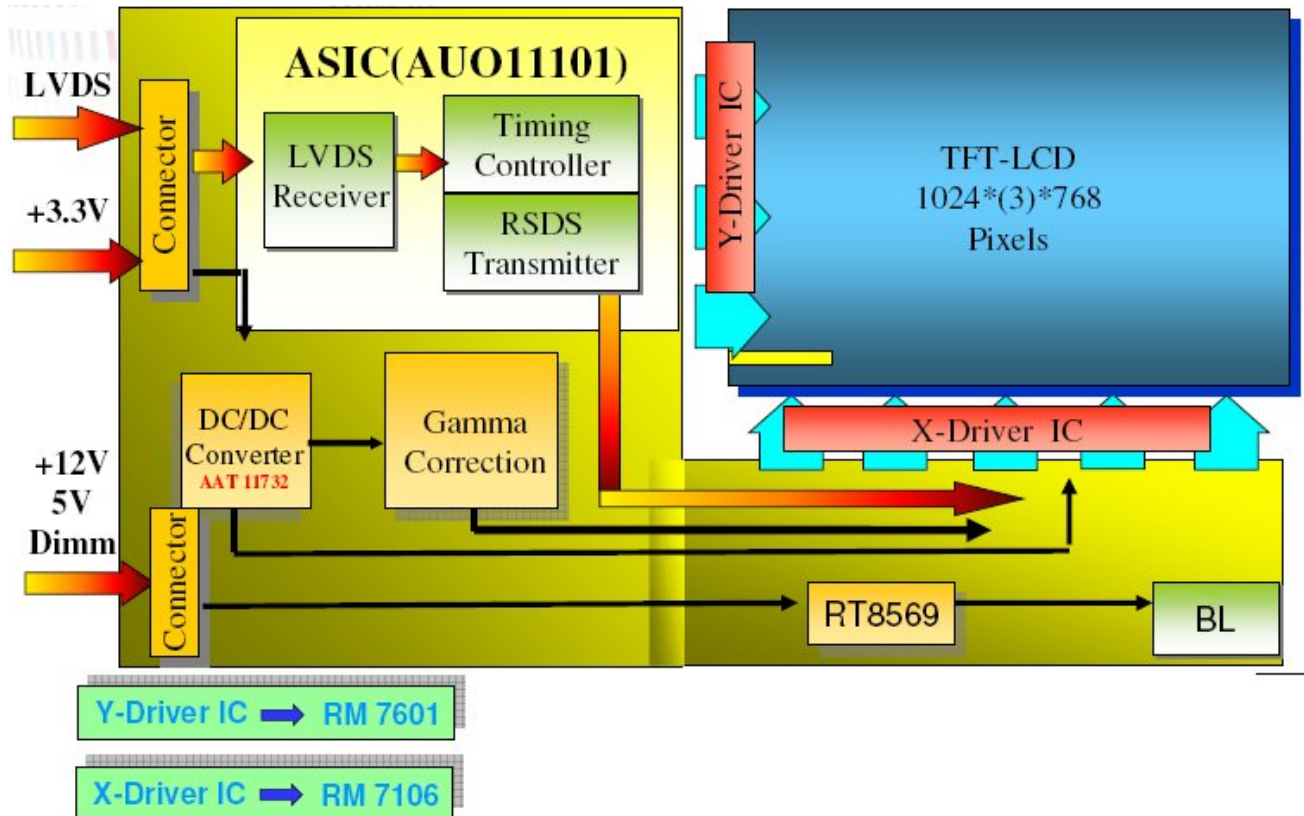 LVDS
+3.3V
Connector
ASIC(AUO11101)
LVDS
Receiver
Timing
Controller
RSDS
Transmitter
Y-Driver IC
TFT-LCD
1024*(3)*768
Pixels
X-Driver IC
DC/DC
Converter
AAT 11732
Gamma
Correction
+12V
5V
Dimm
Connector
RT8569
BL
Y-Driver IC RM 7601
X-Driver IC RM 7106